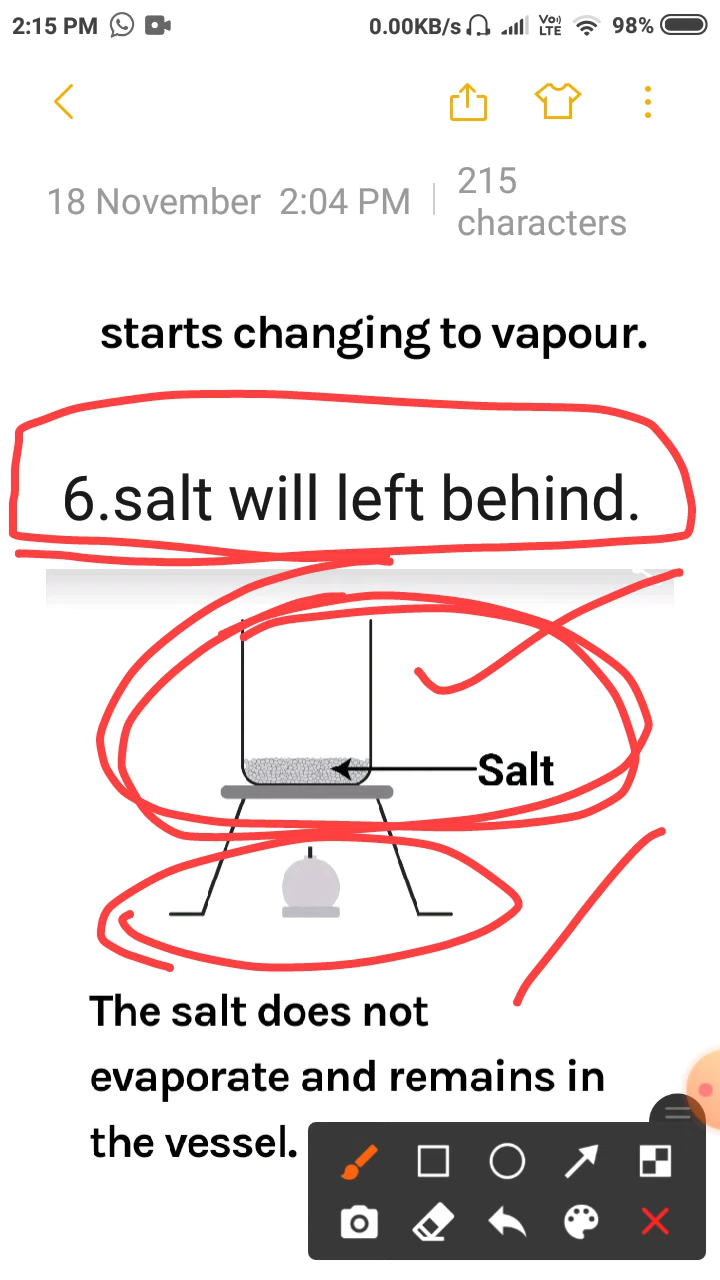 2:15 PM 0.00KB/s Vo) LTE 98%
18 November 2:04 PM | 215 characters
starts changing to vapour.
6.salt will left behind.
Salt
The salt does not
evaporate and remains in
the vessel.